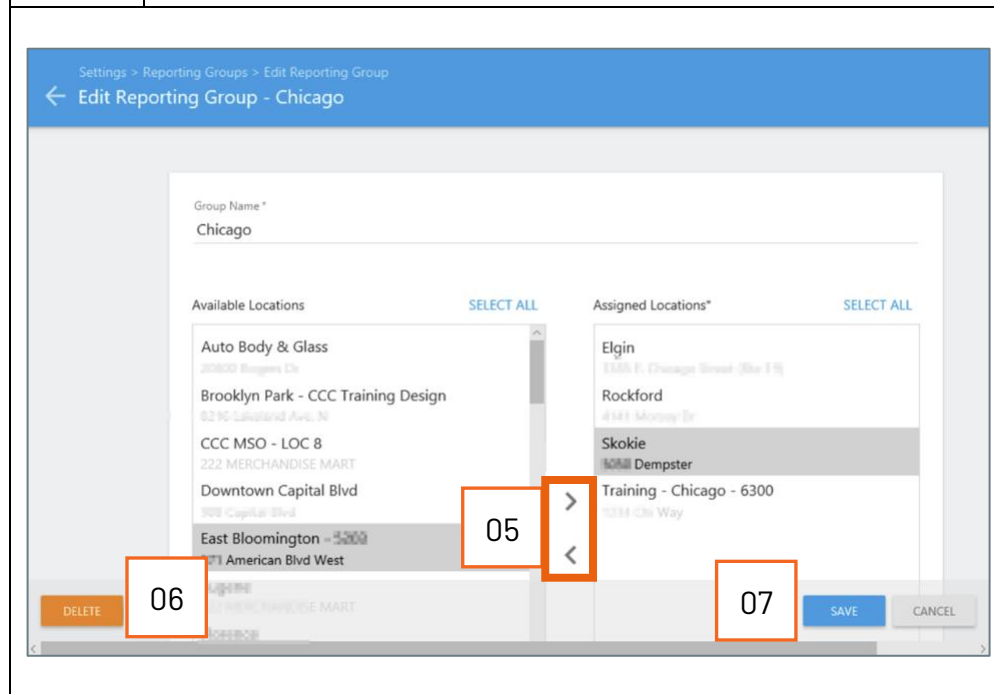 Settings > Reporting Groups > Edit Reporting Group
Edit Reporting Group - Chicago
Group Name*
Chicago
Available Locations
SELECT ALL
Assigned Locations*
SELECT ALL
Auto Body & Glass
Brooklyn Park - CCC Training Design
CCC MSO - LOC 8
222 MERCHANDISE MART
Downtown Capital Blvd
East Bloomington -
American Blvd West
Elgin
Rockford
Skokie
Dempster
Training - Chicago - 6300
Way
05
06
07
DELETE
SAVE
CANCEL